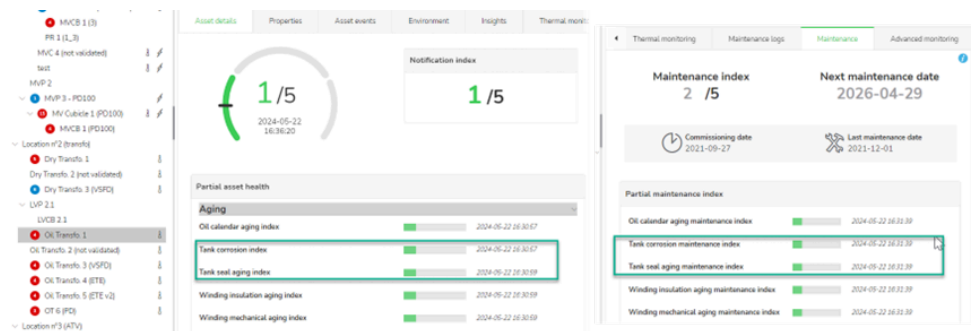 MVCB 1 (3)
PR 1 (1_3)
MVC 4 (not validated)
test
MVP 2
MVP 3 - PD100
MV Cubicle 1 (PD100)
MVCB 1 (PD100)
Location n°2 (transfo)
Dry Transfo. 1
Dry Transfo. 2 (not validated)
Dry Transfo. 3 (VSFD)
LVP 2.1
LVCB 2.1
Oil Transfo. 1
Oil Transfo. 2 (not validated)
Oil Transfo. 3 (VSFD)
Oil Transfo. 4 (ETE)
Oil Transfo. 5 (ETE v2)
OT 6 (PD)
Location n°3 (ATV)
Asset details Properties Asset events Environment Insights Thermal monit
1 /5
2024-05-22
16:36:20
Notification index
1 /5
Partial asset health
Aging
Oil calendar aging index 2024-05-22 16:30:57
Tank corrosion index 2024-05-22 16:30:57
Tank seal aging index 2024-05-22 16:30:59
Winding insulation aging index 2024-05-22 16:30:59
Winding mechanical aging index 2024-05-22 16:30:59
Thermal monitoring Maintenance logs Maintenance Advanced monitoring
Maintenance index
2 /5
Next maintenance date
2026-04-29
Commissioning date
2021-09-27
Last maintenance date
2021-12-01
Partial maintenance index
Oil calendar aging maintenance index 2024-05-22 16:31:39
Tank corrosion maintenance index 2024-05-22 16:31:39
Tank seal aging maintenance index 2024-05-22 16:31:39
Winding insulation aging maintenance index 2024-05-22 16:31:39
Winding mechanical aging maintenance index 2024-05-22 16:31:39